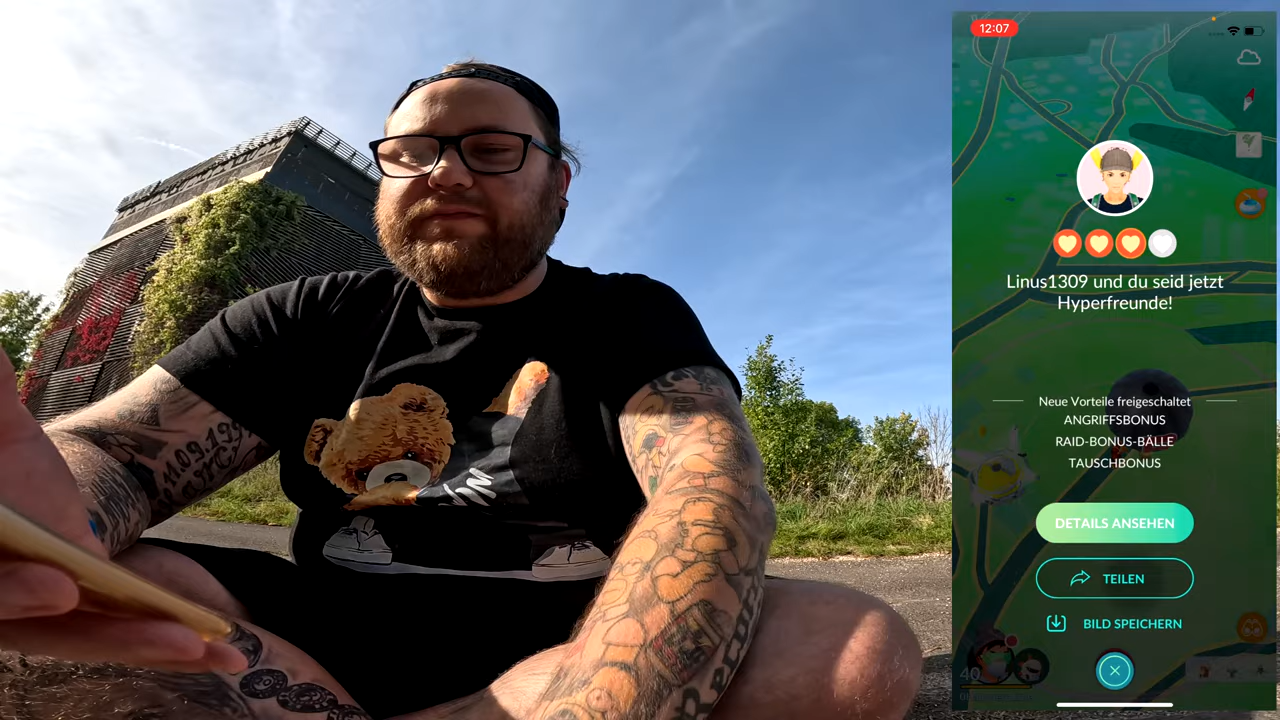 12:07
Linus1309 und du seid jetzt
Hyperfreunde!
Neue Vorteile freigeschaltet
ANGRIFFSBONUS
RAID-BONUS-BÄLLE
TAUSCHBONUS
DETAILS ANSEHEN
TEILEN
BILD SPEICHERN
40